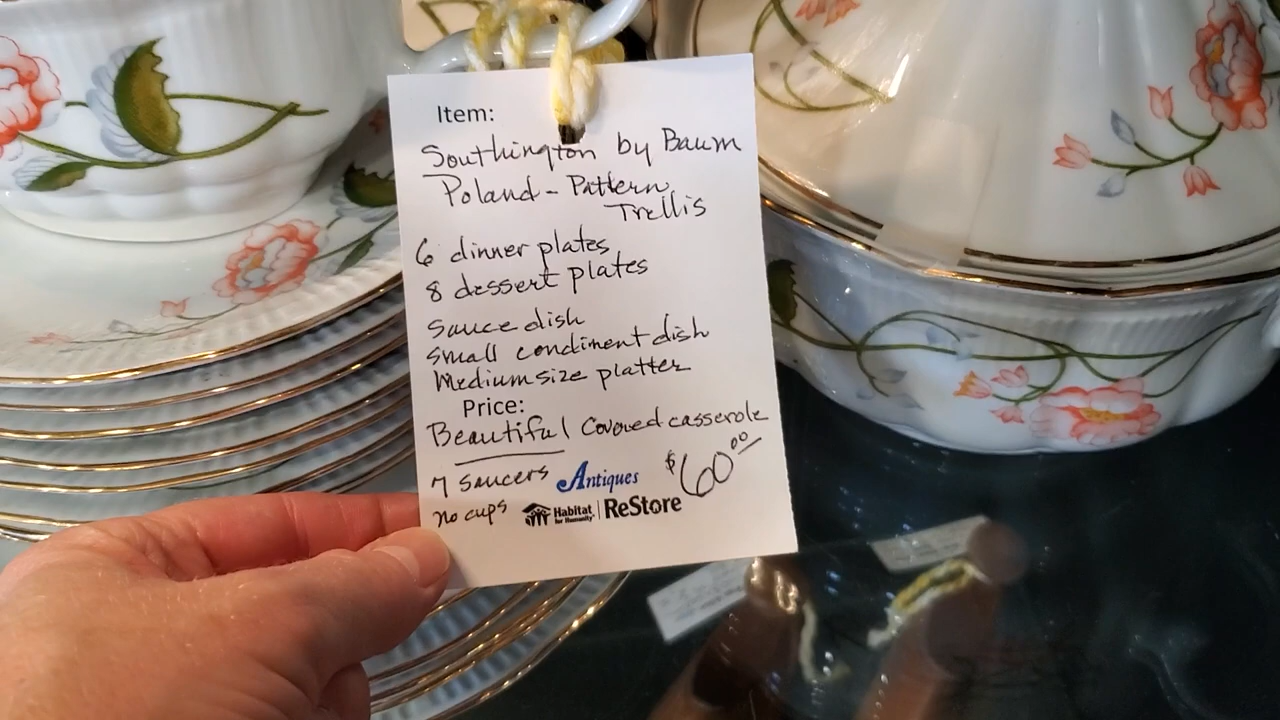 Item:
Southington by Baum
Poland - Pattern
Trellis
6 dinner plates
8 dessert plates
sauce dish
small condiment dish
Medium size platter
Price:
Beautiful Covered casserole
7 saucers Antiques $60.00
no cups Habitat for Humanity | ReStore